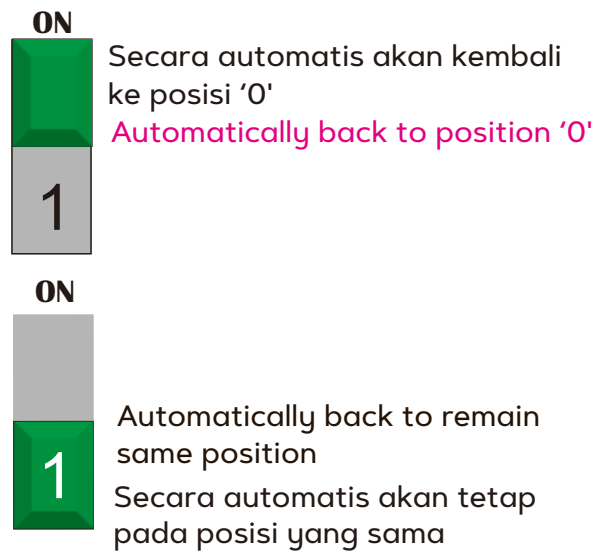 ON
Secara automatis akan kembali
ke posisi ‘0'
Automatically back to position ‘0'
1
ON
Automatically back to remain
same position
1
Secara automatis akan tetap
pada posisi yang sama